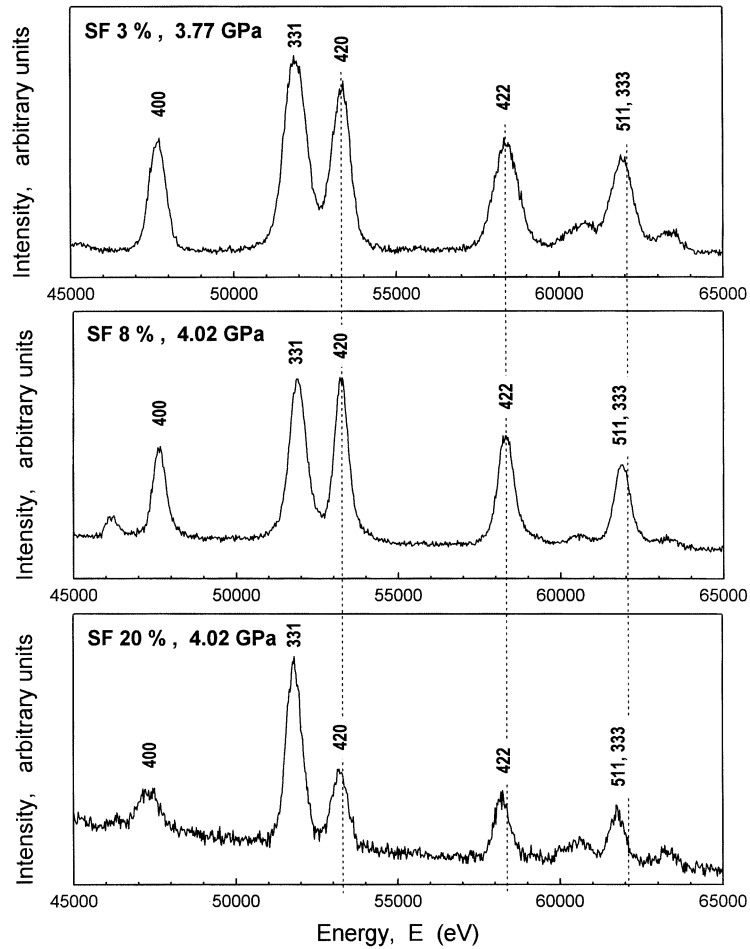 SF 3 % , 3.77 GPa
400
331
420
422
511, 333
Intensity, arbitrary units
45000 50000 55000 60000 65000
SF 8 % , 4.02 GPa
400
331
420
422
511, 333
Intensity, arbitrary units
45000 50000 55000 60000 65000
SF 20 % , 4.02 GPa
400
331
420
422
511, 333
Intensity, arbitrary units
45000 50000 55000 60000 65000
Energy, E (eV)